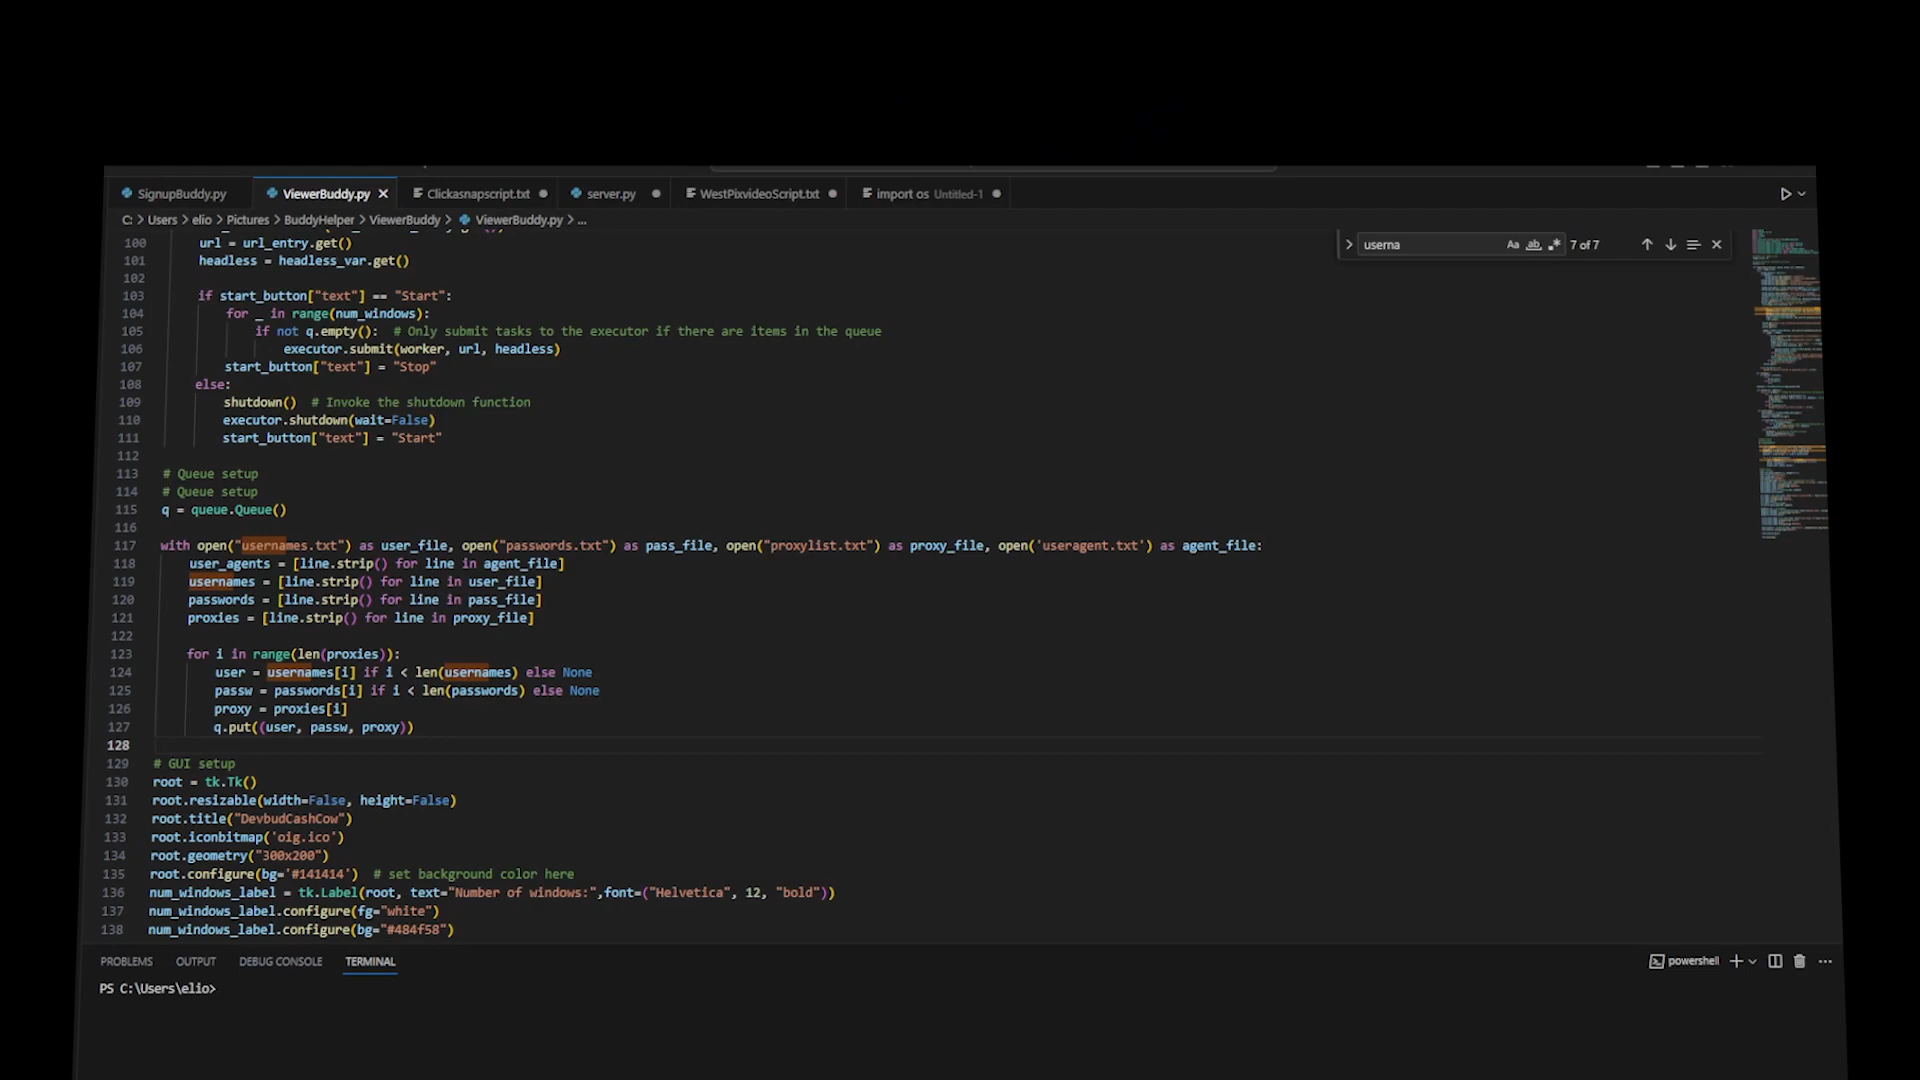 SignupBuddy.py ViewerBuddy.py Clickasnapscript.txt server.py WestPixvideoScript.txt import os Untitled-1
C: > Users > elio > Pictures > BuddyHelper > ViewerBuddy > ViewerBuddy.py > ...
userna Aa ab .* 7 of 7
100 url = url_entry.get()
101 headless = headless_var.get()
102
103 if start_button["text"] == "Start":
104 for _ in range(num_windows):
105 if not q.empty(): # Only submit tasks to the executor if there are items in the queue
106 executor.submit(worker, url, headless)
107 start_button["text"] = "Stop"
108 else:
109 shutdown() # Invoke the shutdown function
110 executor.shutdown(wait=False)
111 start_button["text"] = "Start"
112
113 # Queue setup
114 # Queue setup
115 q = queue.Queue()
116
117 with open("usernames.txt") as user_file, open("passwords.txt") as pass_file, open("proxylist.txt") as proxy_file, open('useragent.txt') as agent_file:
118 user_agents = [line.strip() for line in agent_file]
119 usernames = [line.strip() for line in user_file]
120 passwords = [line.strip() for line in pass_file]
121 proxies = [line.strip() for line in proxy_file]
122
123 for i in range(len(proxies)):
124 user = usernames[i] if i < len(usernames) else None
125 passw = passwords[i] if i < len(passwords) else None
126 proxy = proxies[i]
127 q.put((user, passw, proxy))
128
129 # GUI setup
130 root = tk.Tk()
131 root.resizable(width=False, height=False)
132 root.title("DevbudCashCow")
133 root.iconbitmap('oig.ico')
134 root.geometry("300x200")
135 root.configure(bg='#141414') # set background color here
136 num_windows_label = tk.Label(root, text="Number of windows:",font=("Helvetica", 12, "bold"))
137 num_windows_label.configure(fg="white")
138 num_windows_label.configure(bg="#484f58")
PROBLEMS OUTPUT DEBUG CONSOLE TERMINAL powershell
PS C:\Users\elio>